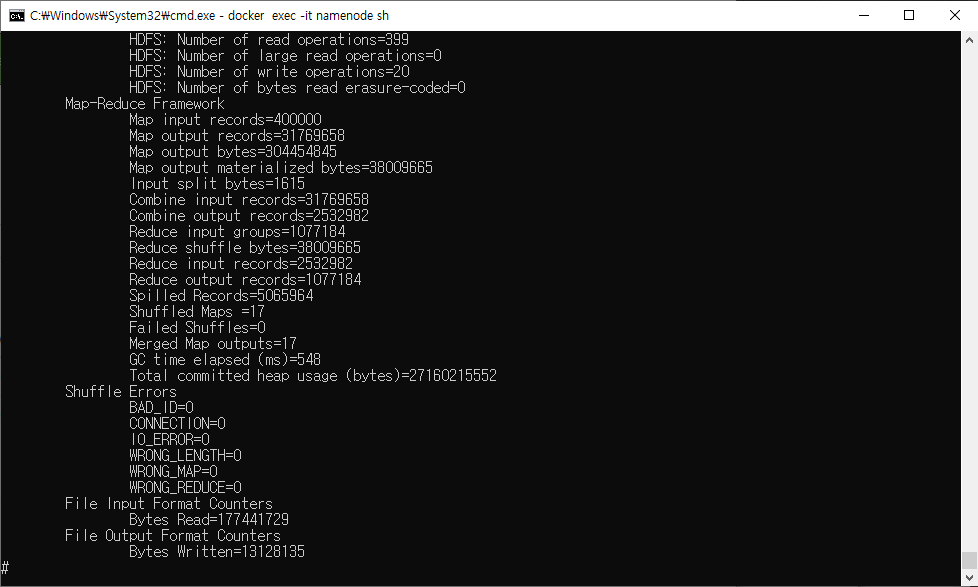 C:₩Windows₩System32₩cmd.exe - docker  exec -it namenode sh
HDFS: Number of read operations=399
HDFS: Number of large read operations=0
HDFS: Number of write operations=20
HDFS: Number of bytes read erasure-coded=0
Map-Reduce Framework
Map input records=400000
Map output records=31769658
Map output bytes=304454845
Map output materialized bytes=38009665
Input split bytes=1615
Combine input records=31769658
Combine output records=2532982
Reduce input groups=1077184
Reduce shuffle bytes=38009665
Reduce input records=2532982
Reduce output records=1077184
Spilled Records=5065964
Shuffled Maps =17
Failed Shuffles=0
Merged Map outputs=17
GC time elapsed (ms)=548
Total committed heap usage (bytes)=27160215552
Shuffle Errors
BAD_ID=0
CONNECTION=0
IO_ERROR=0
WRONG_LENGTH=0
WRONG_MAP=0
WRONG_REDUCE=0
File Input Format Counters
Bytes Read=177441729
File Output Format Counters
Bytes Written=13128135
#